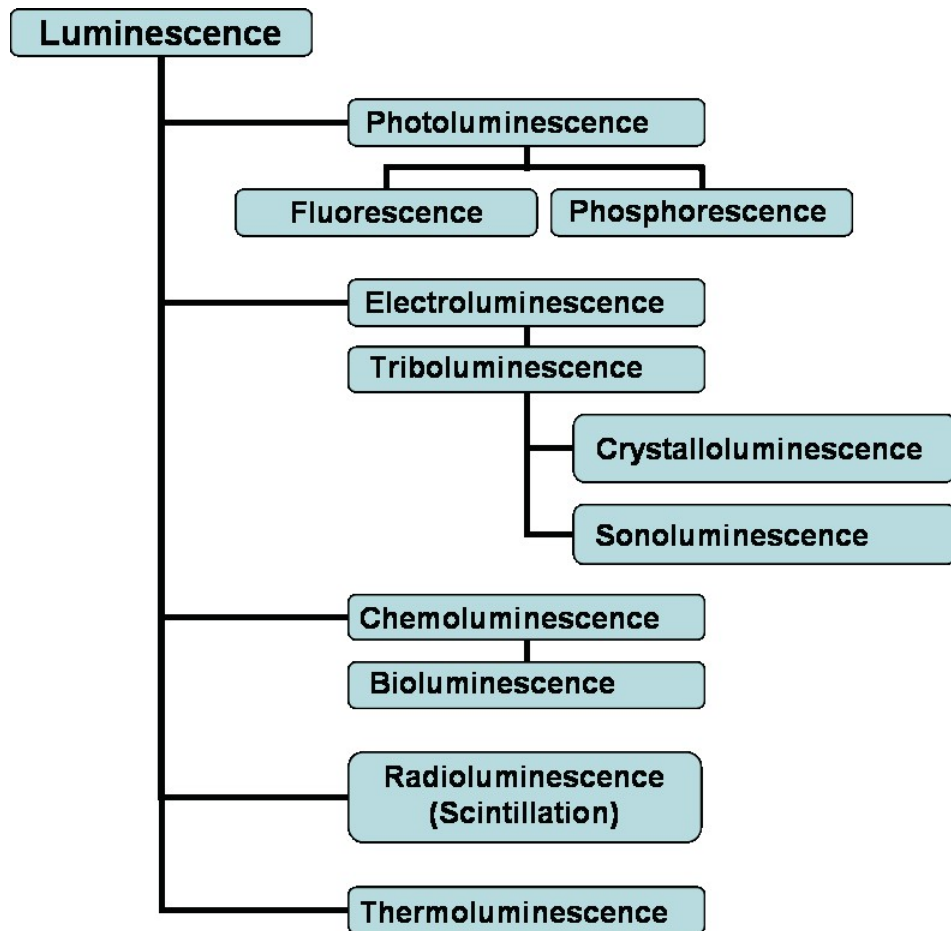 Luminescence
Photoluminescence
Fluorescence
Phosphorescence
Electroluminescence
Triboluminescence
Crystalloluminescence
Sonoluminescence
Chemoluminescence
Bioluminescence
Radioluminescence
(Scintillation)
Thermoluminescence